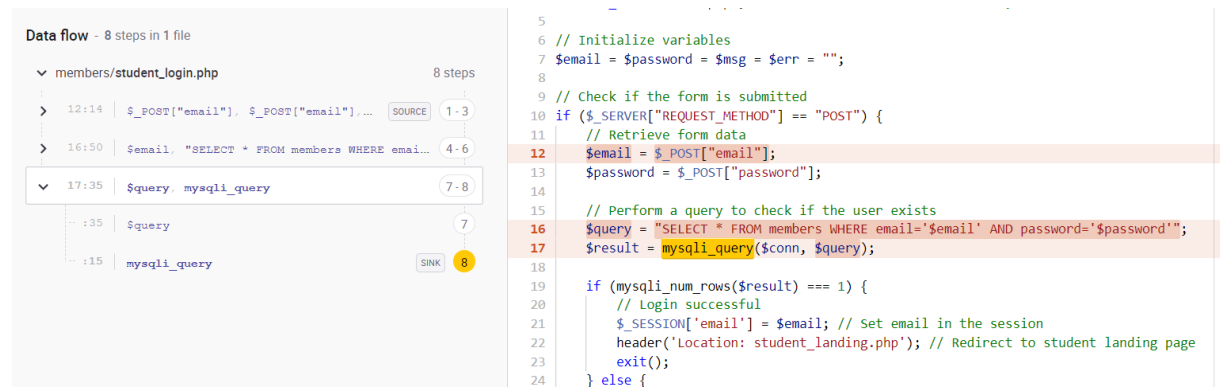 Data flow - 8 steps in 1 file
members/student_login.php 8 steps
12:14 $_POST["email"], $_POST["email"],... SOURCE 1 - 3
16:50 $email, "SELECT * FROM members WHERE emai... 4 - 6
17:35 $query, mysqli_query 7 - 8
:35 $query 7
:15 mysqli_query SINK 8
5
6 // Initialize variables
7 $email = $password = $msg = $err = "";
8
9 // Check if the form is submitted
10 if ($_SERVER["REQUEST_METHOD"] == "POST") {
11 // Retrieve form data
12 $email = $_POST["email"];
13 $password = $_POST["password"];
14
15 // Perform a query to check if the user exists
16 $query = "SELECT * FROM members WHERE email='$email' AND password='$password'";
17 $result = mysqli_query($conn, $query);
18
19 if (mysqli_num_rows($result) === 1) {
20 // Login successful
21 $_SESSION['email'] = $email; // Set email in the session
22 header('Location: student_landing.php'); // Redirect to student landing page
23 exit();
24 } else {